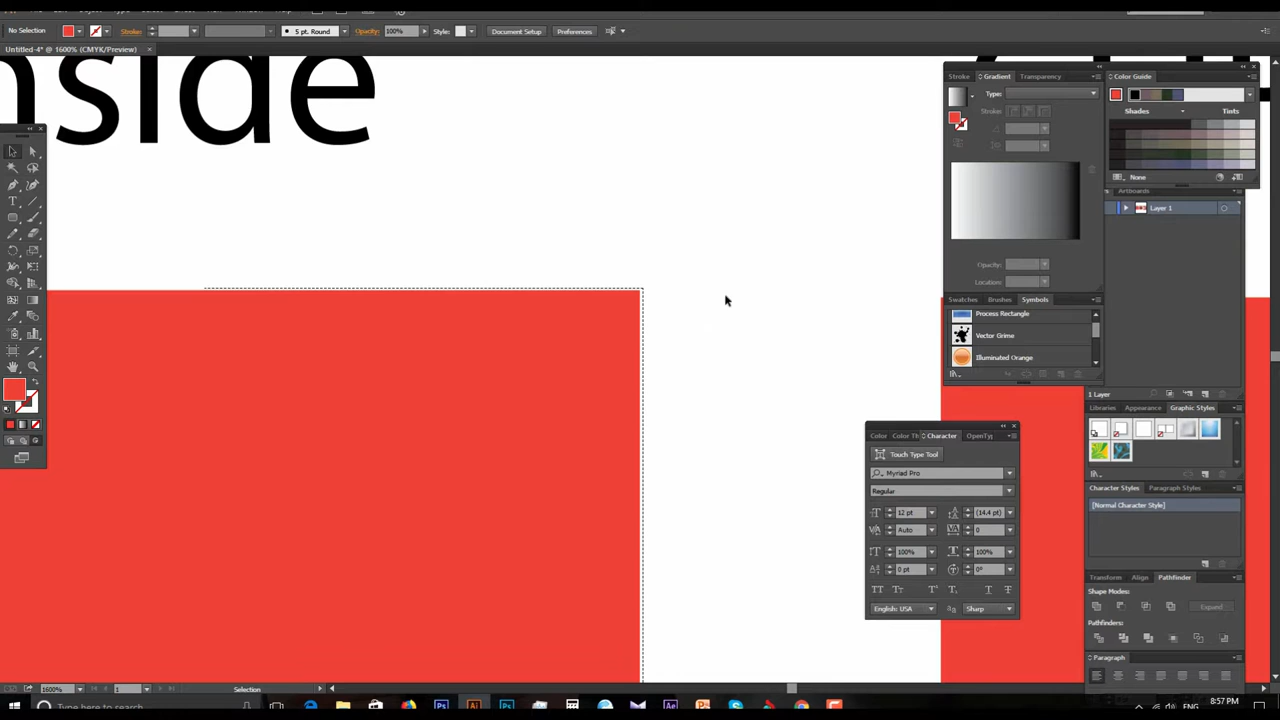 No Selection
Stroke:
5 pt. Round
Opacity:
100%
Style:
Document Setup
Preferences
Untitled-4* @ 1600% (CMYK/Preview)
nside
Stroke
Gradient
Transparency
Type:
Stroke:
Opacity:
Location:
Color Guide
Shades
Tints
None
Artboards
Layer 1
Swatches
Brushes
Symbols
Process Rectangle
Vector Grime
Illuminated Orange
1 Layer
Libraries
Appearance
Graphic Styles
Color
Color Th
Character
OpenTy
Touch Type Tool
Myriad Pro
Regular
12 pt
(14.4 pt)
Auto
0
100%
100%
0 pt
0°
English: USA
Sharp
Character Styles
Paragraph Styles
[Normal Character Style]
Transform
Align
Pathfinder
Shape Modes:
Expand
Pathfinders:
Paragraph
1600%
1
Selection
Type here to search
ENG
8:57 PM